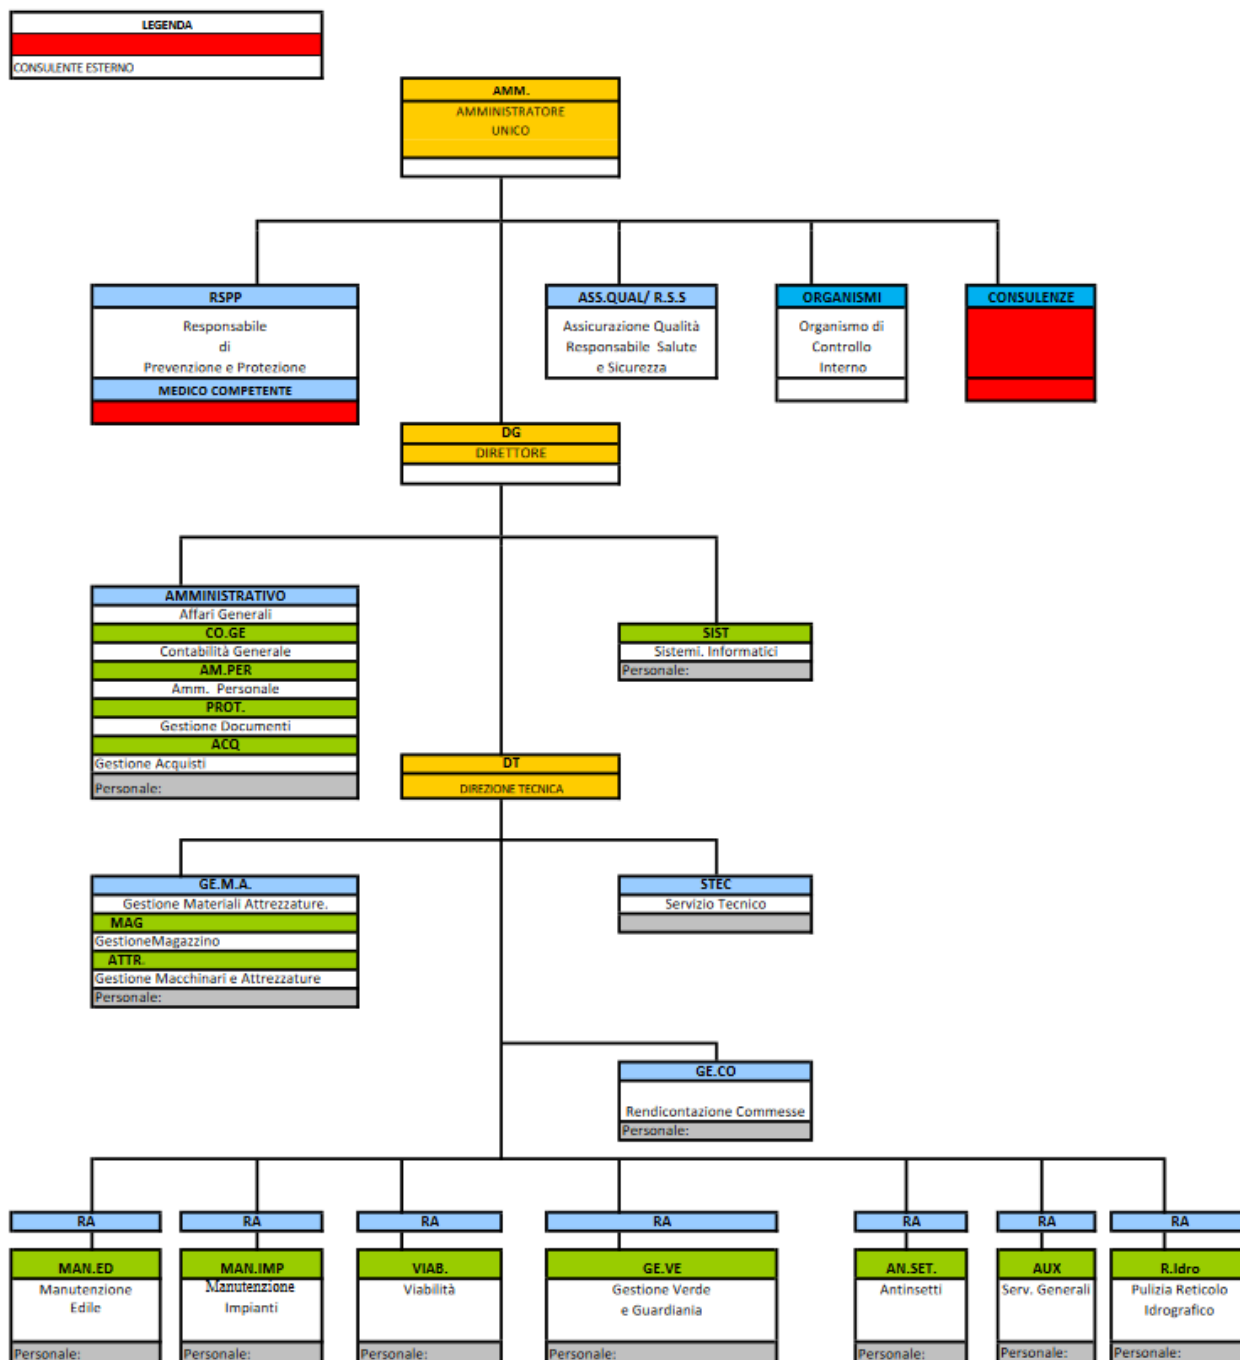 LEGENDA
CONSULENTE ESTERNO
AMM.
AMMINISTRATORE
UNICO
RSPP
Responsabile
di
Prevenzione e Protezione
MEDICO COMPETENTE
ASS.QUAL/ R.S.S
Assicurazione Qualità
Responsabile Salute
e Sicurezza
ORGANISMI
Organismo di
Controllo
Interno
CONSULENZE
DG
DIRETTORE
AMMINISTRATIVO
Affari Generali
CO.GE
Contabilità Generale
AM.PER
Amm. Personale
PROT.
Gestione Documenti
ACQ
Gestione Acquisti
Personale:
SIST
Sistemi. Informatici
Personale:
DT
DIREZIONE TECNICA
GE.M.A.
Gestione Materiali Attrezzature.
MAG
GestioneMagazzino
ATTR.
Gestione Macchinari e Attrezzature
Personale:
STEC
Servizio Tecnico
GE.CO
Rendicontazione Commesse
Personale:
RA
MAN.ED
Manutenzione
Edile
Personale:
RA
MAN.IMP
Manutenzione
Impianti
Personale:
RA
VIAB.
Viabilità
Personale:
RA
GE.VE
Gestione Verde
e Guardiania
Personale:
RA
AN.SET.
Antinsetti
Personale:
RA
AUX
Serv. Generali
Personale:
RA
R.Idro
Pulizia Reticolo
Idrografico
Personale: